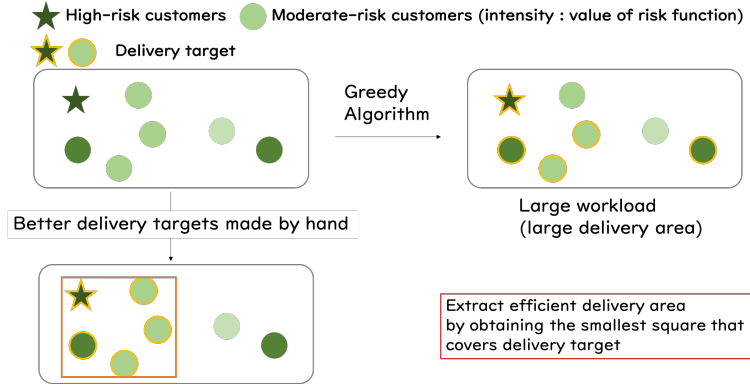 High-risk customers
Moderate-risk customers (intensity : value of risk function)
Delivery target
Greedy
Algorithm
Large workload
(large delivery area)
Better delivery targets made by hand
Extract efficient delivery area
by obtaining the smallest square that
covers delivery target